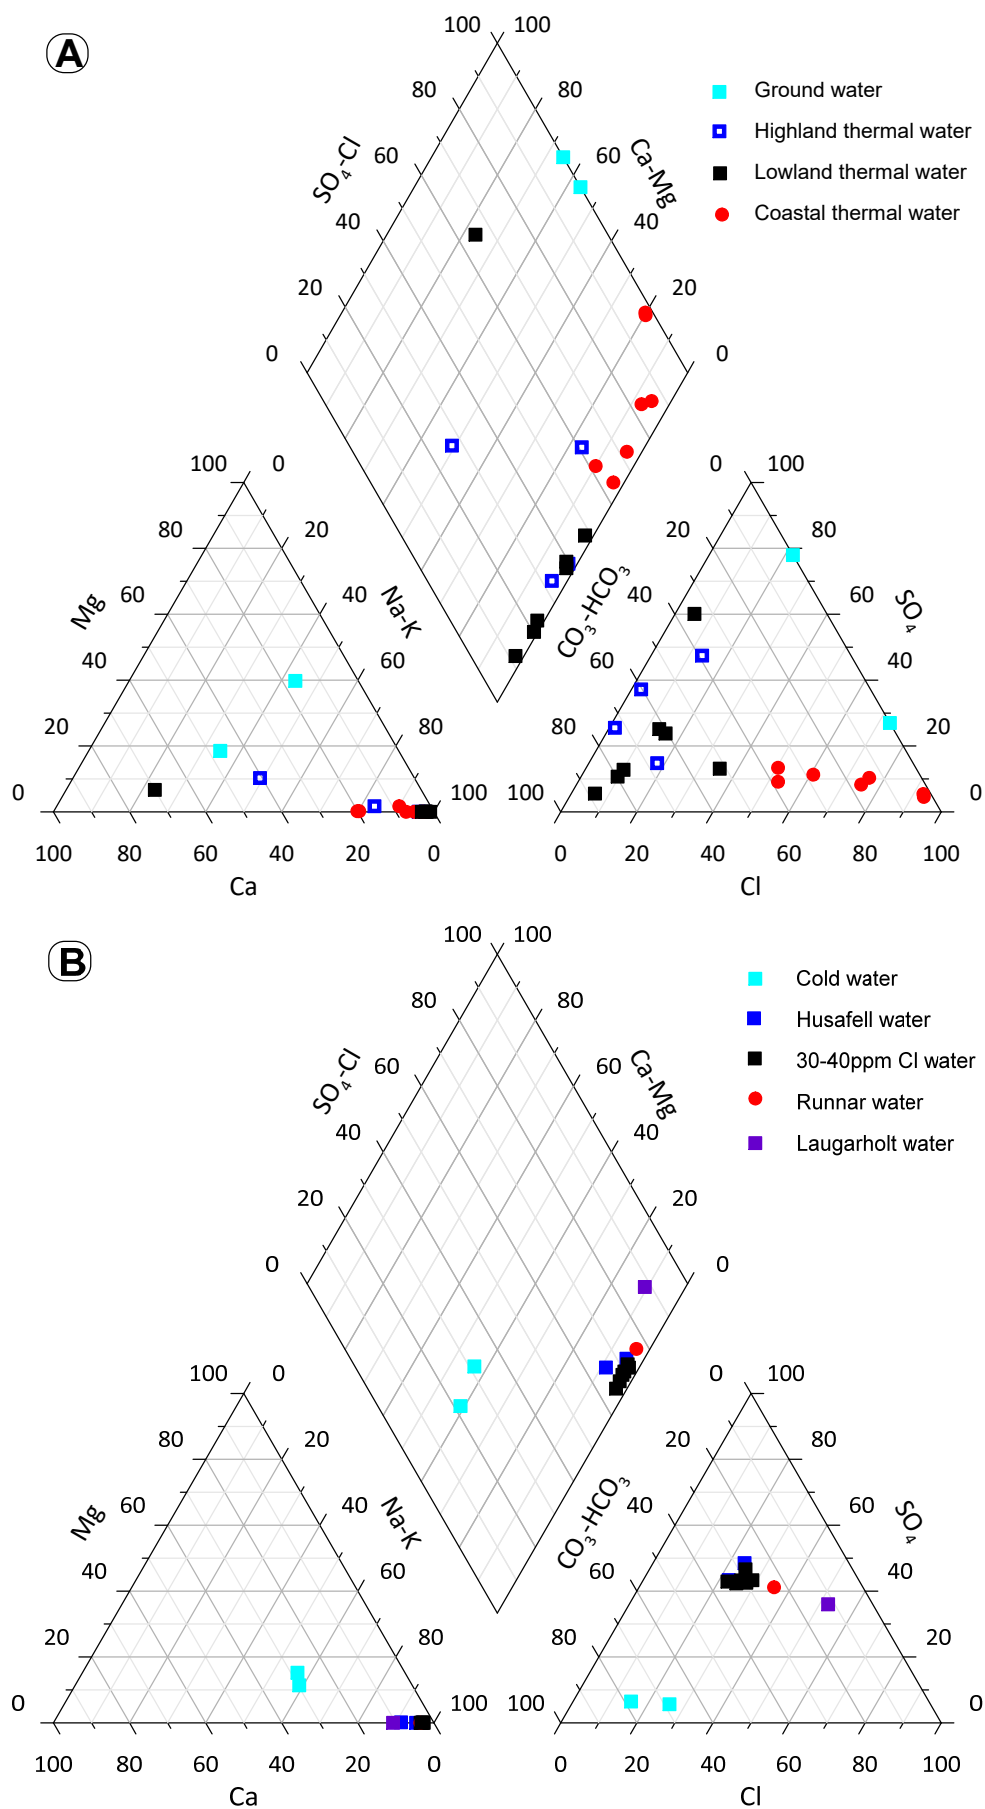 100 100
A
80 80
Ground water
SO4-Cl
60 60
Ca-Mg
Highland thermal water
Lowland thermal water
40 40
Coastal thermal water
20 20
0 0
100 0
0 100
80 20
20 80
Mg
60 40
Na-K
CO3-HCO3
40 60
SO4
40 60
60 40
20 80
80 20
0 100
100 0
100 80 60 40 20 0
0 20 40 60 80 100
Ca
Cl
100 100
B
Cold water
80 80
Husafell water
SO4-Cl
60 60
Ca-Mg
30-40ppm Cl water
Runnar water
40 40
Laugarholt water
20 20
0 0
100 0
0 100
80 20
20 80
Mg
60 40
Na-K
CO3-HCO3
40 60
SO4
40 60
60 40
20 80
80 20
0 100
100 0
100 80 60 40 20 0
0 20 40 60 80 100
Ca
Cl